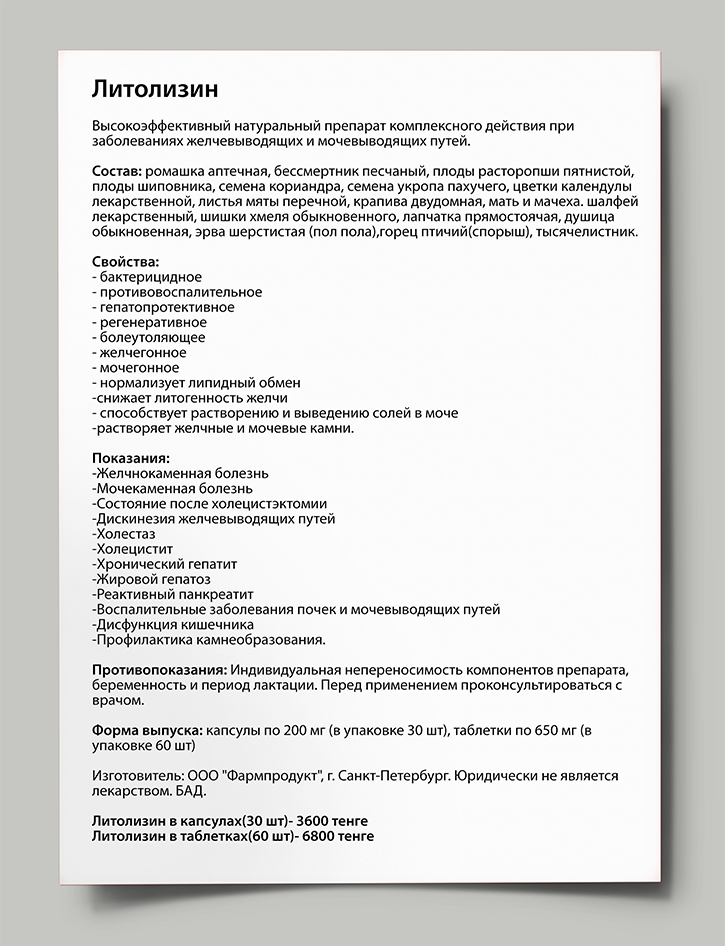 Литолизин
Высокоэффективный натуральный препарат комплексного действия при
заболеваниях желчевыводящих и мочевыводящих путей.
Состав: ромашка аптечная, бессмертник песчаный, плоды расторопши пятнистой,
плоды шиповника, семена кориандра, семена укропа пахучего, цветки календулы
лекарственной, листья мяты перечной, крапива двудомная, мать и мачеха. шалфей
лекарственный, шишки хмеля обыкновенного, лапчатка прямостоячая, душица
обыкновенная, эрва шерстистая (пол пола),горец птичий(спорыш), тысячелистник.
Свойства:
- бактерицидное
- противовоспалительное
- гепатопротективное
- регенеративное
- болеутоляющее
- желчегонное
- мочегонное
- нормализует липидный обмен
-снижает литогенность желчи
- способствует растворению и выведению солей в моче
-растворяет желчные и мочевые камни.
Показания:
-Желчнокаменная болезнь
-Мочекаменная болезнь
-Состояние после холецистэктомии
-Дискинезия желчевыводящих путей
-Холестаз
-Холецистит
-Хронический гепатит
-Жировой гепатоз
-Реактивный панкреатит
-Воспалительные заболевания почек и мочевыводящих путей
-Дисфункция кишечника
-Профилактика камнеобразования.
Противопоказания: Индивидуальная непереносимость компонентов препарата,
беременность и период лактации. Перед применением проконсультироваться с
врачом.
Форма выпуска: капсулы по 200 мг (в упаковке 30 шт), таблетки по 650 мг (в
упаковке 60 шт)
Изготовитель: ООО "Фармпродукт", г. Санкт-Петербург. Юридически не является
лекарством. БАД.
Литолизин в капсулах(30 шт)- 3600 тенге
Литолизин в таблетках(60 шт)- 6800 тенге